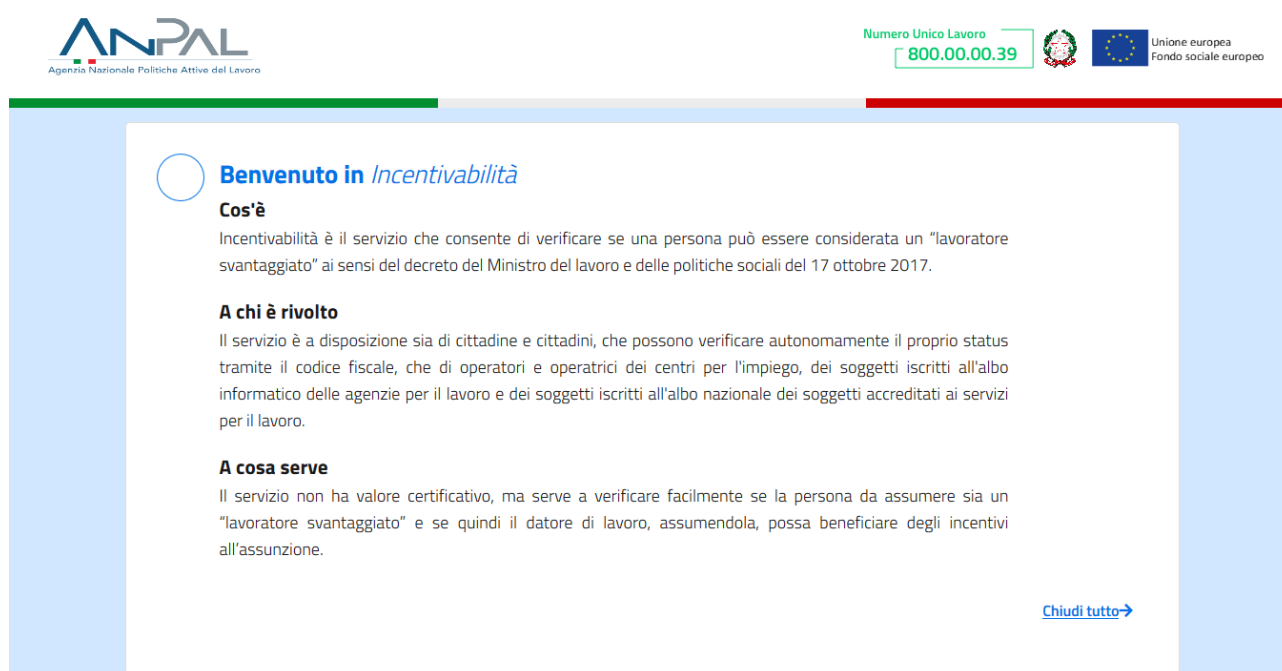 ANPAL
Agenzia Nazionale Politiche Attive del Lavoro
Numero Unico Lavoro
800.00.00.39
Unione europea
Fondo sociale europeo
Benvenuto in Incentivabilità
Cos'è
Incentivabilità è il servizio che consente di verificare se una persona può essere considerata un “lavoratore
svantaggiato” ai sensi del decreto del Ministro del lavoro e delle politiche sociali del 17 ottobre 2017.
A chi è rivolto
Il servizio è a disposizione sia di cittadine e cittadini, che possono verificare autonomamente il proprio status
tramite il codice fiscale, che di operatori e operatrici dei centri per l'impiego, dei soggetti iscritti all'albo
informatico delle agenzie per il lavoro e dei soggetti iscritti all'albo nazionale dei soggetti accreditati ai servizi
per il lavoro.
A cosa serve
Il servizio non ha valore certificativo, ma serve a verificare facilmente se la persona da assumere sia un
“lavoratore svantaggiato” e se quindi il datore di lavoro, assumendola, possa beneficiare degli incentivi
all’assunzione.
Chiudi tutto